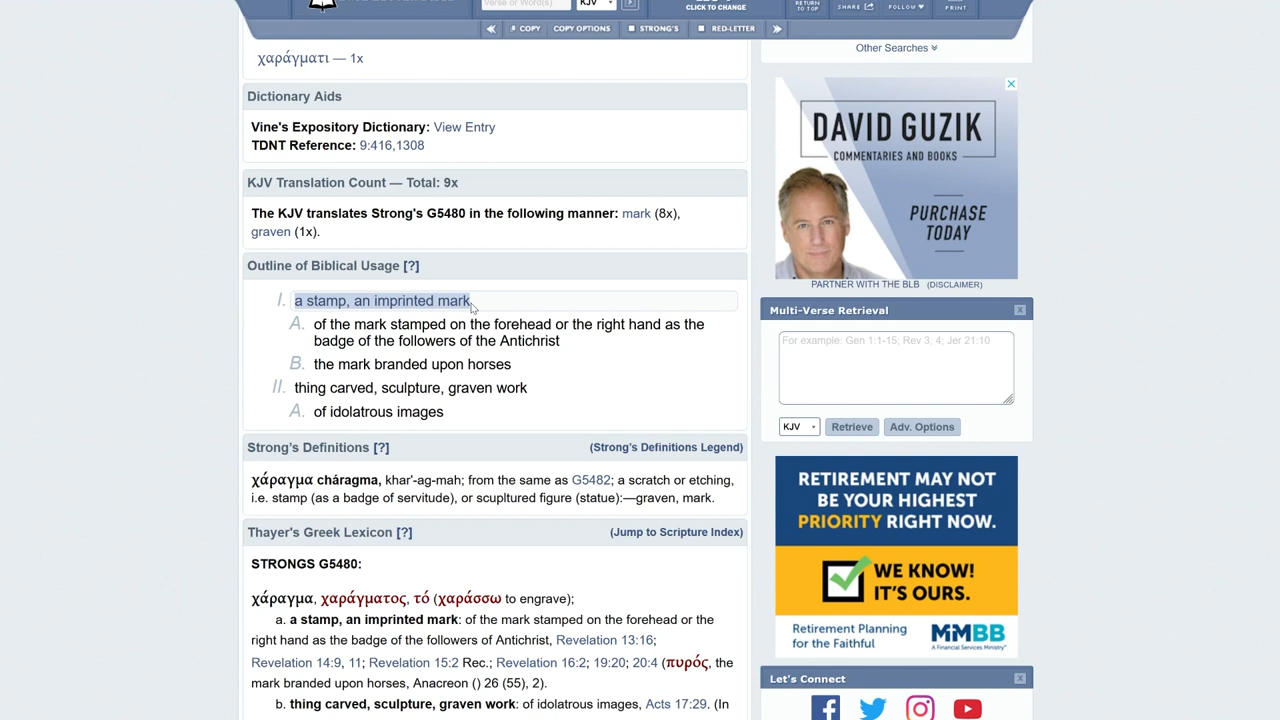 Verse or Word(s)
KJV
CLICK TO CHANGE
RETURN
TO TOP
SHARE
FOLLOW
PRINT
COPY
COPY OPTIONS
STRONG'S
RED-LETTER
χαράγματι — 1x
Dictionary Aids
Vine's Expository Dictionary: View Entry
TDNT Reference: 9:416,1308
KJV Translation Count — Total: 9x
The KJV translates Strong's G5480 in the following manner: mark (8x),
graven (1x).
Outline of Biblical Usage [?]
I. a stamp, an imprinted mark
A. of the mark stamped on the forehead or the right hand as the
badge of the followers of the Antichrist
B. the mark branded upon horses
II. thing carved, sculpture, graven work
A. of idolatrous images
Strong's Definitions [?]
(Strong's Definitions Legend)
χάραγμα cháragma, khar'-ag-mah; from the same as G5482; a scratch or etching,
i.e. stamp (as a badge of servitude), or scupltured figure (statue):—graven, mark.
Thayer's Greek Lexicon [?]
(Jump to Scripture Index)
STRONGS G5480:
χάραγμα, χαράγματος, τό (χαράσσω to engrave);
a. a stamp, an imprinted mark: of the mark stamped on the forehead or the
right hand as the badge of the followers of Antichrist, Revelation 13:16;
Revelation 14:9, 11; Revelation 15:2 Rec.; Revelation 16:2; 19:20; 20:4 (πυρός, the
mark branded upon horses, Anacreon () 26 (55), 2).
b. thing carved, sculpture, graven work: of idolatrous images, Acts 17:29. (In
Other Searches
DAVID GUZIK
COMMENTARIES AND BOOKS
PURCHASE
TODAY
PARTNER WITH THE BLB (DISCLAIMER)
Multi-Verse Retrieval
For example: Gen 1:1-15; Rev 3, 4; Jer 21:10
KJV
Retrieve
Adv. Options
RETIREMENT MAY NOT
BE YOUR HIGHEST
PRIORITY RIGHT NOW.
WE KNOW!
IT'S OURS.
Retirement Planning
for the Faithful
MMBB
A Financial Services Ministry
Let's Connect